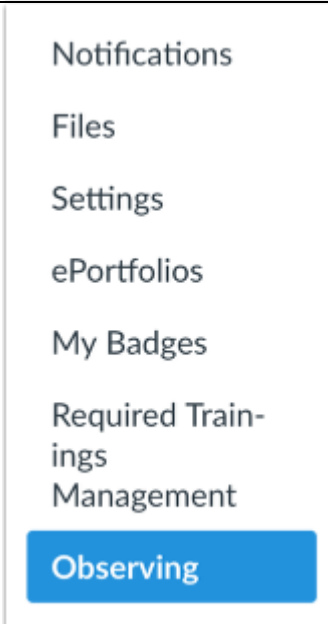 Notifications
Files
Settings
ePortfolios
My Badges
Required Train-
ings
Management
Observing